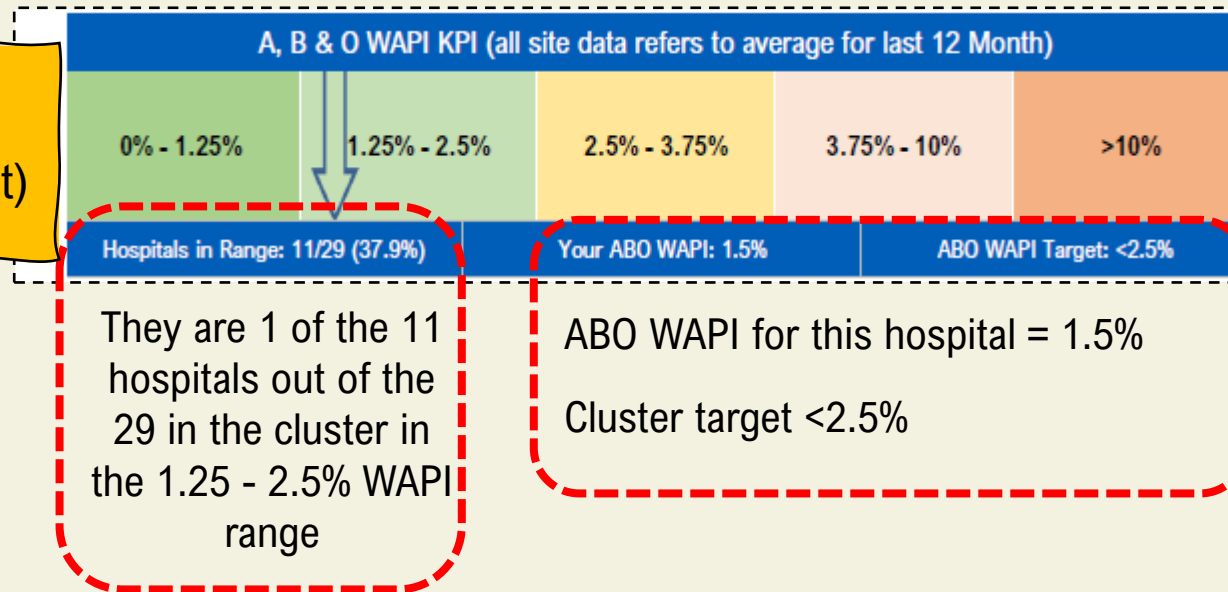 A, B & O WAPI KPI (all site data refers to average for last 12 Month)
t)
0% - 1.25%
1.25% - 2.5%
2.5% - 3.75%
3.75% - 10%
>10%
Hospitals in Range: 11/29 (37.9%)
Your ABO WAPI: 1.5%
ABO WAPI Target: <2.5%
They are 1 of the 11
hospitals out of the
29 in the cluster in
the 1.25 - 2.5% WAPI
range
ABO WAPI for this hospital = 1.5%
Cluster target <2.5%